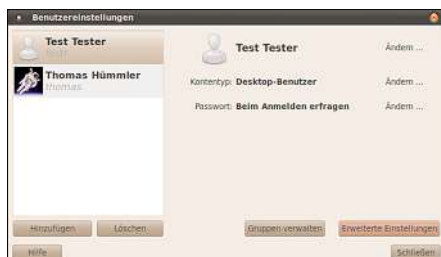 Benutzereinstellungen
Test Tester
Thomas Hümmler
thomas
Test Tester
Ändern ...
Kontentyp: Desktop-Benutzer
Ändern ...
Passwort: Beim Anmelden erfragen
Ändern ...
Hinzufügen
Löschen
Gruppen verwalten
Erweiterte Einstellungen
Hilfe
Schließen